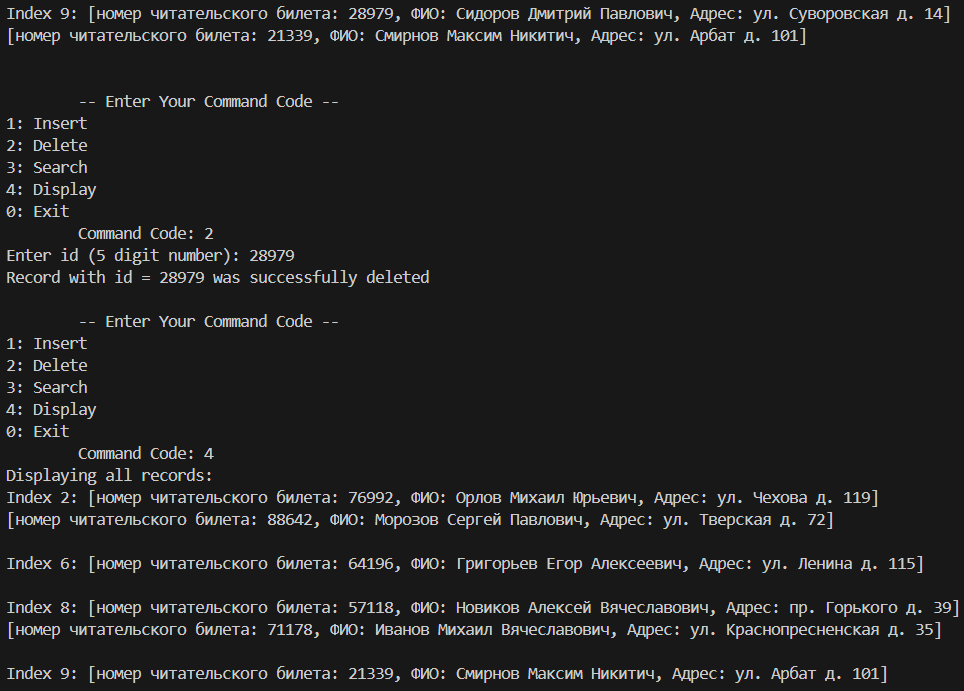 Index 9: [номер читательского билета: 28979, ФИО: Сидоров Дмитрий Павлович, Адрес: ул. Суворовская д. 14]
[номер читательского билета: 21339, ФИО: Смирнов Максим Никитич, Адрес: ул. Арбат д. 101]
-- Enter Your Command Code --
1: Insert
2: Delete
3: Search
4: Display
0: Exit
Command Code: 2
Enter id (5 digit number): 28979
Record with id = 28979 was successfully deleted
-- Enter Your Command Code --
1: Insert
2: Delete
3: Search
4: Display
0: Exit
Command Code: 4
Displaying all records:
Index 2: [номер читательского билета: 76992, ФИО: Орлов Михаил Юрьевич, Адрес: ул. Чехова д. 119]
[номер читательского билета: 88642, ФИО: Морозов Сергей Павлович, Адрес: ул. Тверская д. 72]
Index 6: [номер читательского билета: 64196, ФИО: Григорьев Егор Алексеевич, Адрес: ул. Ленина д. 115]
Index 8: [номер читательского билета: 57118, ФИО: Новиков Алексей Вячеславович, Адрес: пр. Горького д. 39]
[номер читательского билета: 71178, ФИО: Иванов Михаил Вячеславович, Адрес: ул. Краснопресненская д. 35]
Index 9: [номер читательского билета: 21339, ФИО: Смирнов Максим Никитич, Адрес: ул. Арбат д. 101]